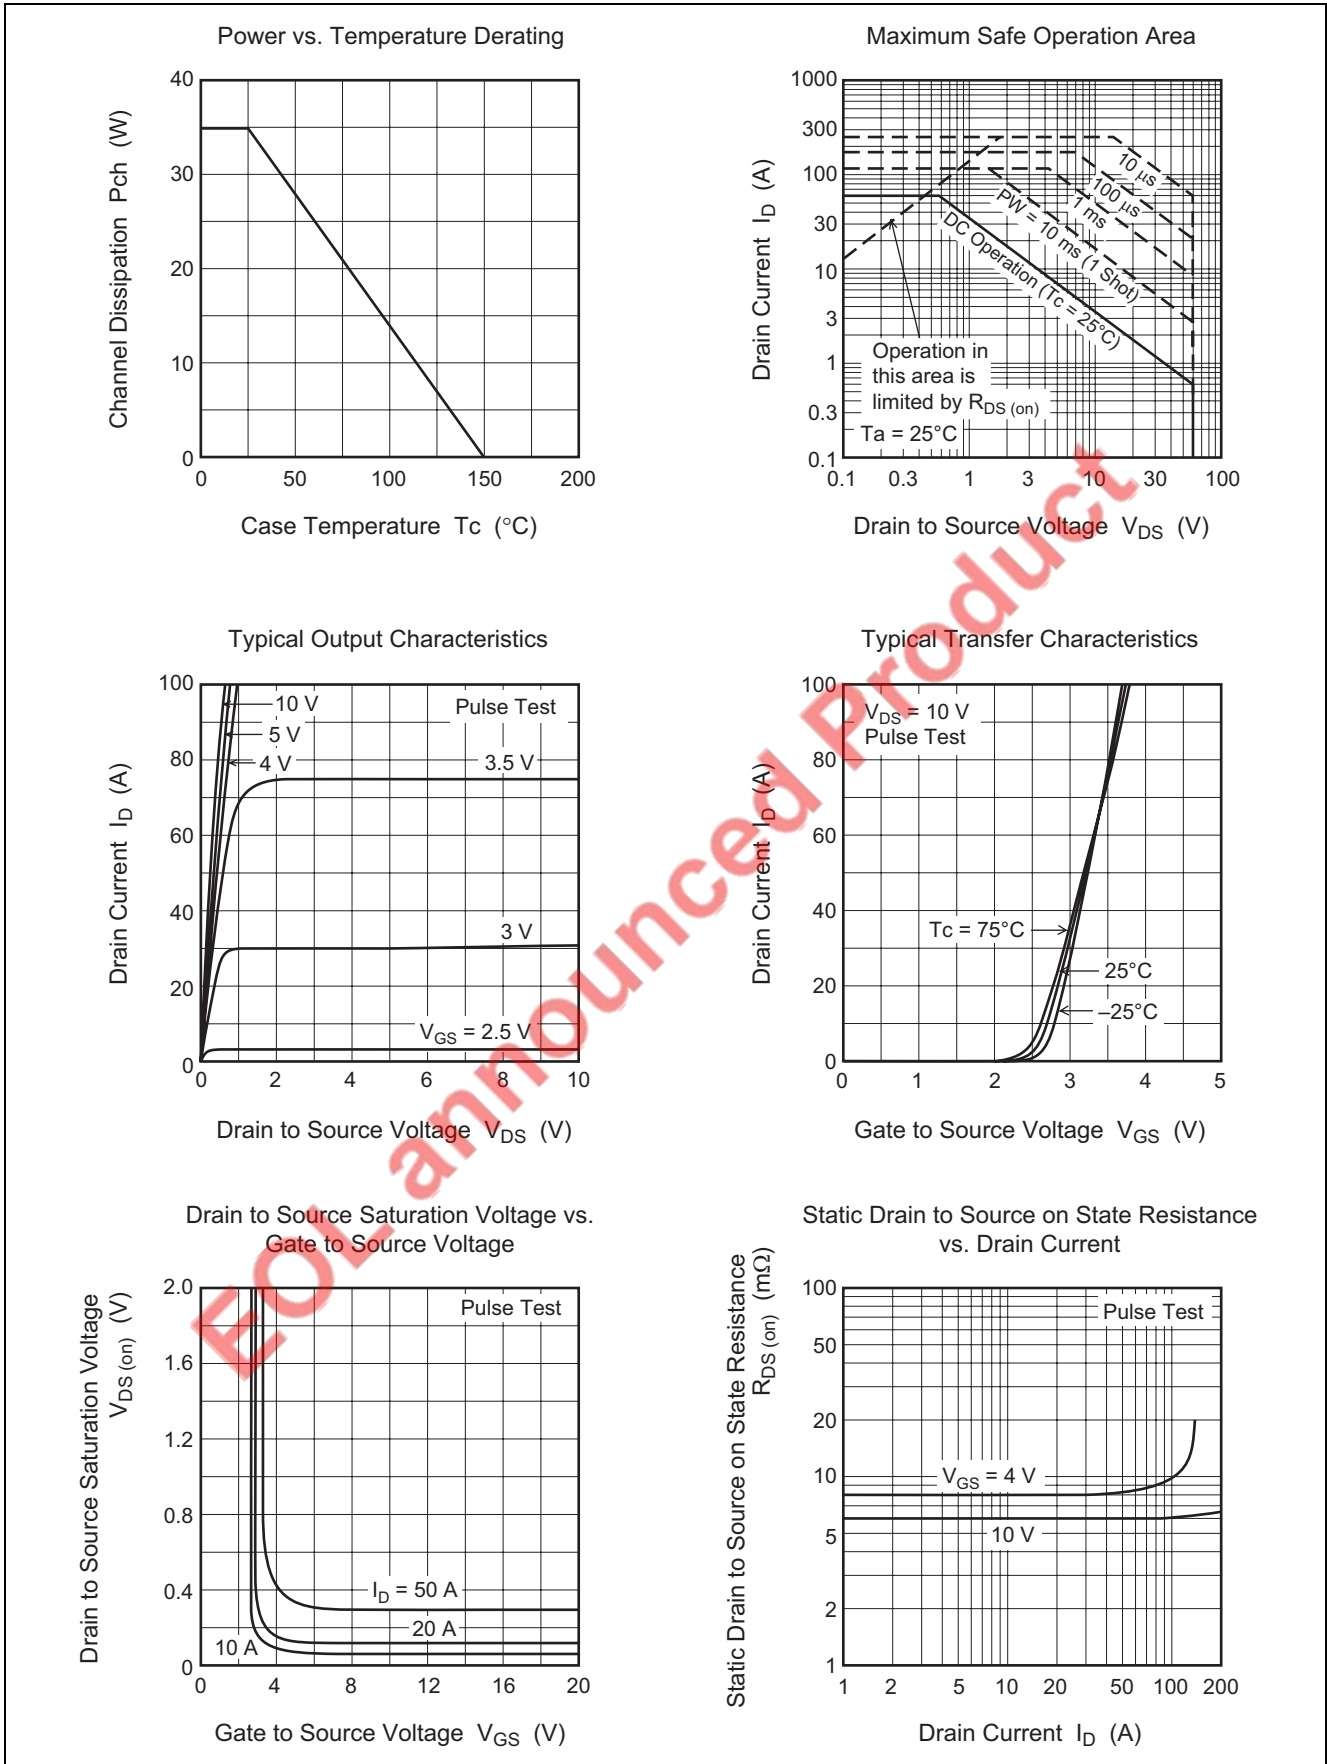 Power vs. Temperature Derating
Channel Dissipation Pch (W)
40
30
20
10
0
0 50 100 150 200
Case Temperature Tc (°C)
Maximum Safe Operation Area
Drain Current ID (A)
1000
300
100
30
10
3
1
0.3
0.1
10 μs
100 μs
1 ms
PW = 10 ms (1 Shot)
DC Operation (Tc = 25°C)
Operation in
this area is
limited by RDS (on)
Ta = 25°C
0.1 0.3 1 3 10 30 100
Drain to Source Voltage VDS (V)
Typical Output Characteristics
Drain Current ID (A)
100
80
60
40
20
0
10 V
5 V
4 V
Pulse Test
3.5 V
3 V
VGS = 2.5 V
0 2 4 6 8 10
Drain to Source Voltage VDS (V)
Typical Transfer Characteristics
Drain Current ID (A)
100
80
60
40
20
0
VDS = 10 V
Pulse Test
Tc = 75°C
25°C
–25°C
0 1 2 3 4 5
Gate to Source Voltage VGS (V)
Drain to Source Saturation Voltage vs.
Gate to Source Voltage
Drain to Source Saturation Voltage
VDS (on) (V)
2.0
1.6
1.2
0.8
0.4
0
Pulse Test
ID = 50 A
20 A
10 A
0 4 8 12 16 20
Gate to Source Voltage VGS (V)
Static Drain to Source on State Resistance
vs. Drain Current
Static Drain to Source on State Resistance
RDS (on) (mΩ)
100
50
20
10
5
2
1
Pulse Test
VGS = 4 V
10 V
1 2 5 10 20 50 100 200
Drain Current ID (A)
EOL announced Product